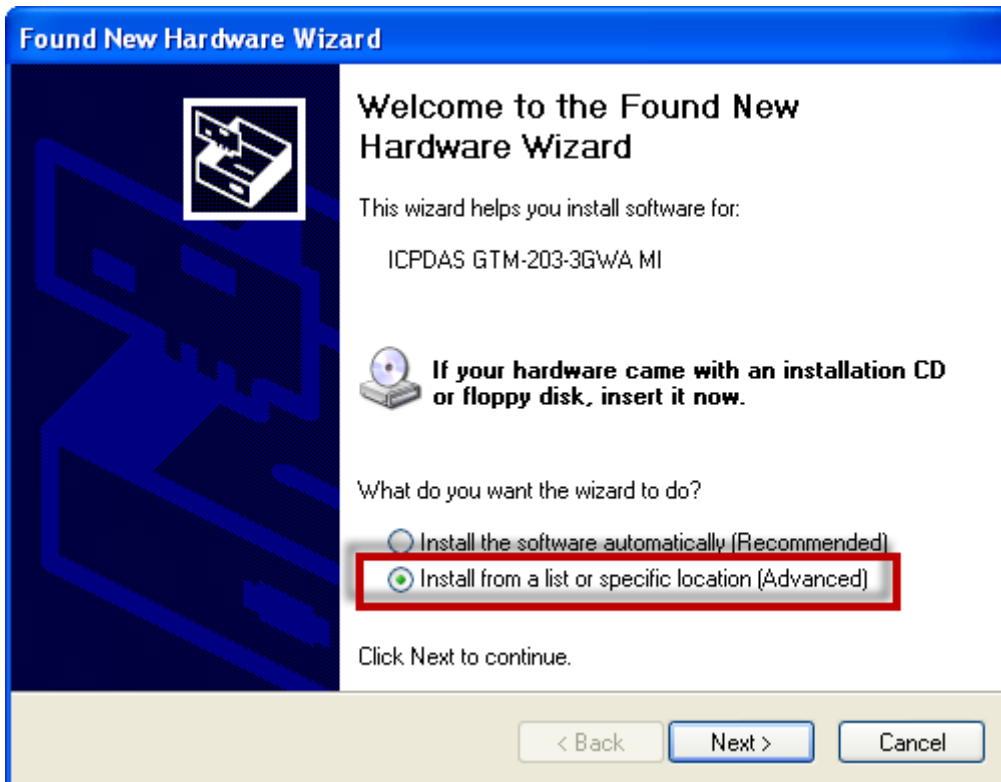 Found New Hardware Wizard
Welcome to the Found New
Hardware Wizard
This wizard helps you install software for:
ICPDAS GTM-203-3GWA MI
If your hardware came with an installation CD
or floppy disk, insert it now.
What do you want the wizard to do?
Install the software automatically (Recommended)
Install from a list or specific location (Advanced)
Click Next to continue.
< Back Next > Cancel